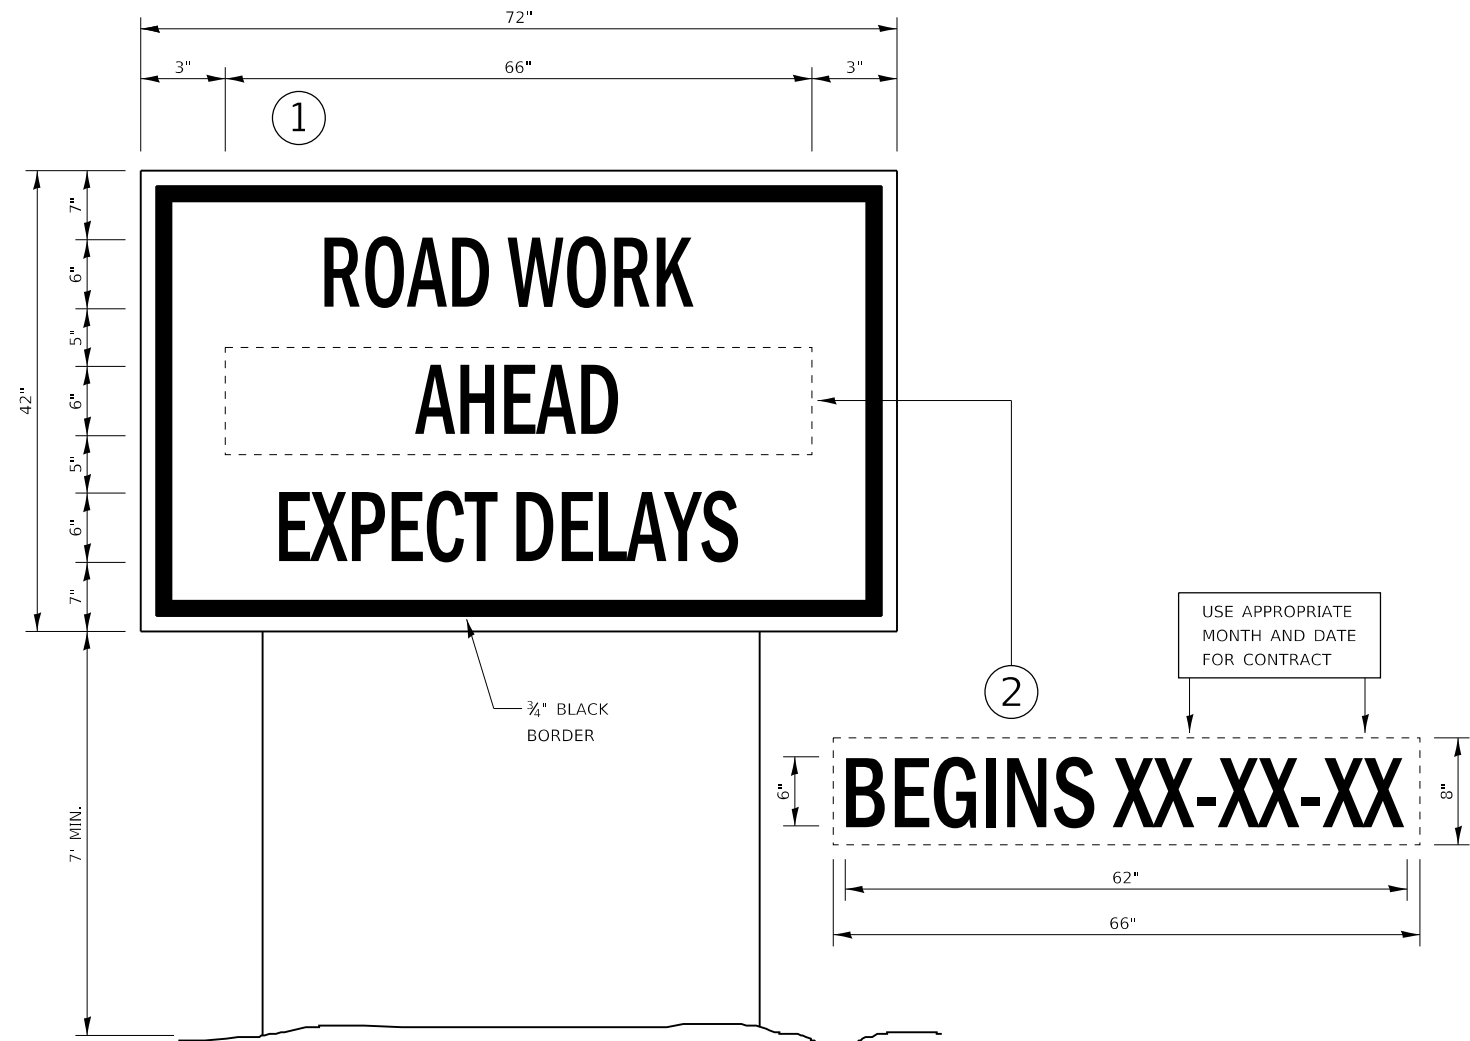 72"
3" 66" 3"
1
7"
6"
5"
6"
5"
6"
7"
42"
ROAD WORK
AHEAD
EXPECT DELAYS
7' MIN.
¾" BLACK
BORDER
2
USE APPROPRIATE
MONTH AND DATE
FOR CONTRACT
6"
BEGINS XX-XX-XX
8"
62"
66"